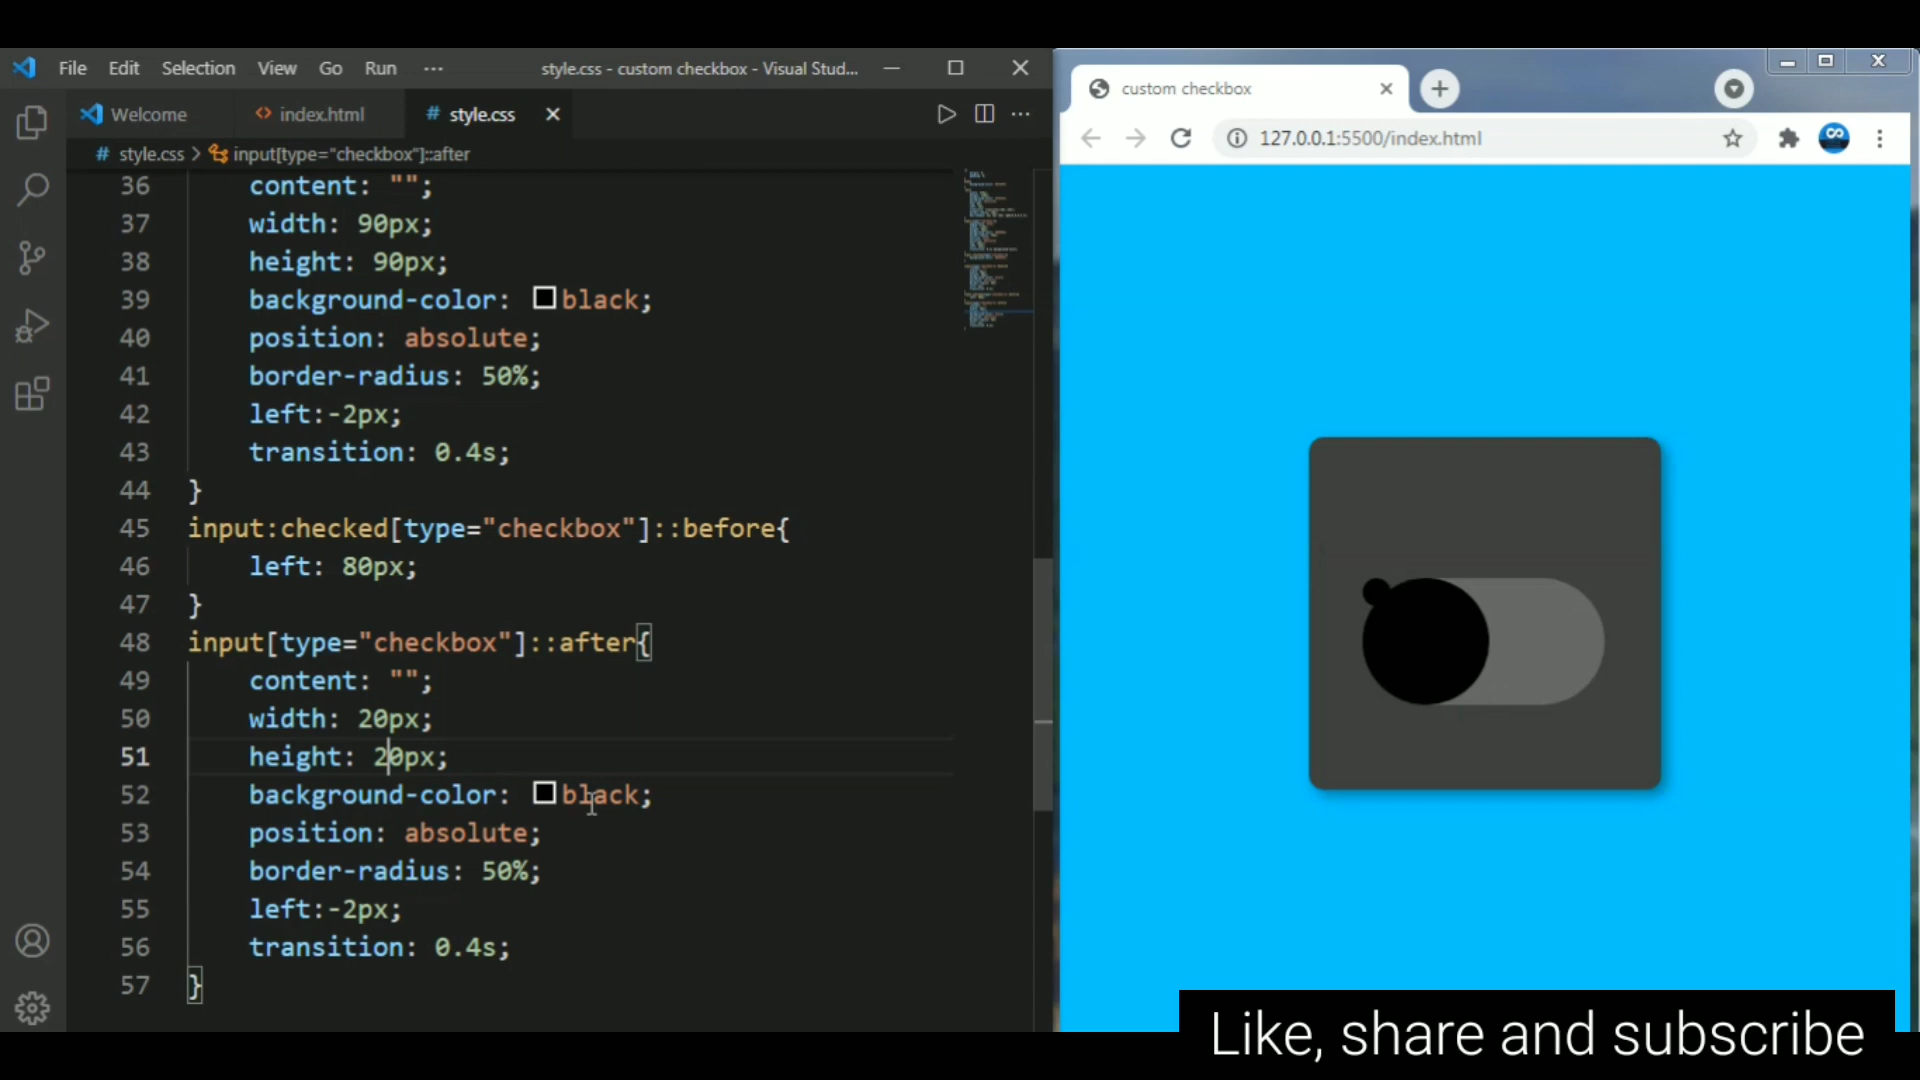 File Edit Selection View Go Run ··· style.css - custom checkbox - Visual Stud...
Welcome <> index.html # style.css
# style.css > input[type="checkbox"]::after
36 content: "";
37 width: 90px;
38 height: 90px;
39 background-color: black;
40 position: absolute;
41 border-radius: 50%;
42 left:-2px;
43 transition: 0.4s;
44 }
45 input:checked[type="checkbox"]::before{
46 left: 80px;
47 }
48 input[type="checkbox"]::after{
49 content: "";
50 width: 20px;
51 height: 20px;
52 background-color: black;
53 position: absolute;
54 border-radius: 50%;
55 left:-2px;
56 transition: 0.4s;
57 }
custom checkbox
127.0.0.1:5500/index.html
Like, share and subscribe